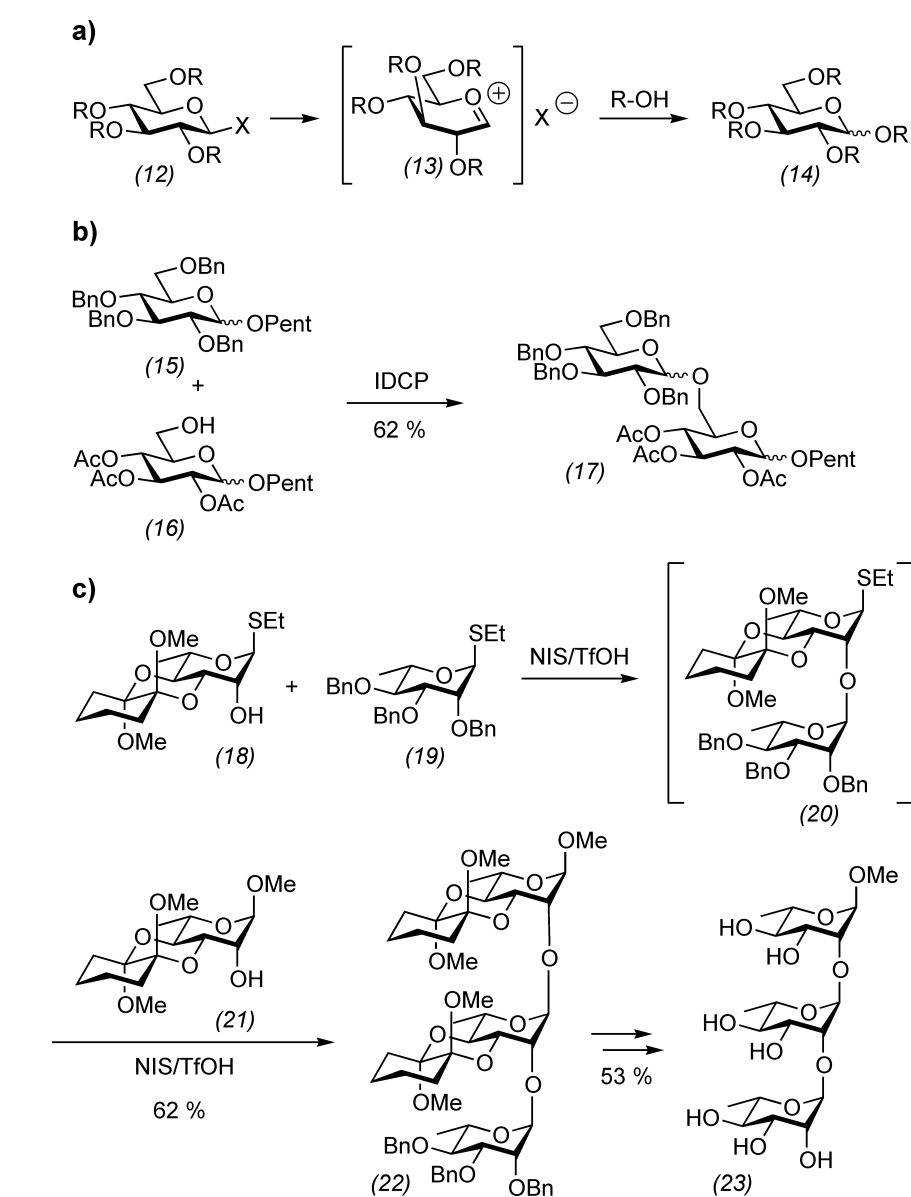 a)
OR
RO
RO
O
X
OR
(12)
RO
OR
RO
O
⊕
OR
(13)
X ⊖
R-OH
OR
RO
RO
O
OR
OR
(14)
b)
OBn
BnO
BnO
O
OPent
OBn
(15)
+
OH
AcO
AcO
O
OPent
OAc
(16)
IDCP
62 %
OBn
BnO
BnO
O
OBn
O
AcO
AcO
O
OPent
OAc
(17)
c)
SEt
OMe
O
O
O
OH
OMe
(18)
+
SEt
O
BnO
BnO
OBn
(19)
NIS/TfOH
SEt
OMe
O
O
O
OMe
O
O
BnO
BnO
OBn
(20)
OMe
OMe
O
O
O
OH
OMe
(21)
NIS/TfOH
62 %
OMe
OMe
O
O
O
OMe
O
OMe
O
O
O
OMe
O
O
BnO
BnO
OBn
(22)
53 %
OMe
O
HO
HO
O
O
HO
HO
O
O
HO
HO
OH
(23)